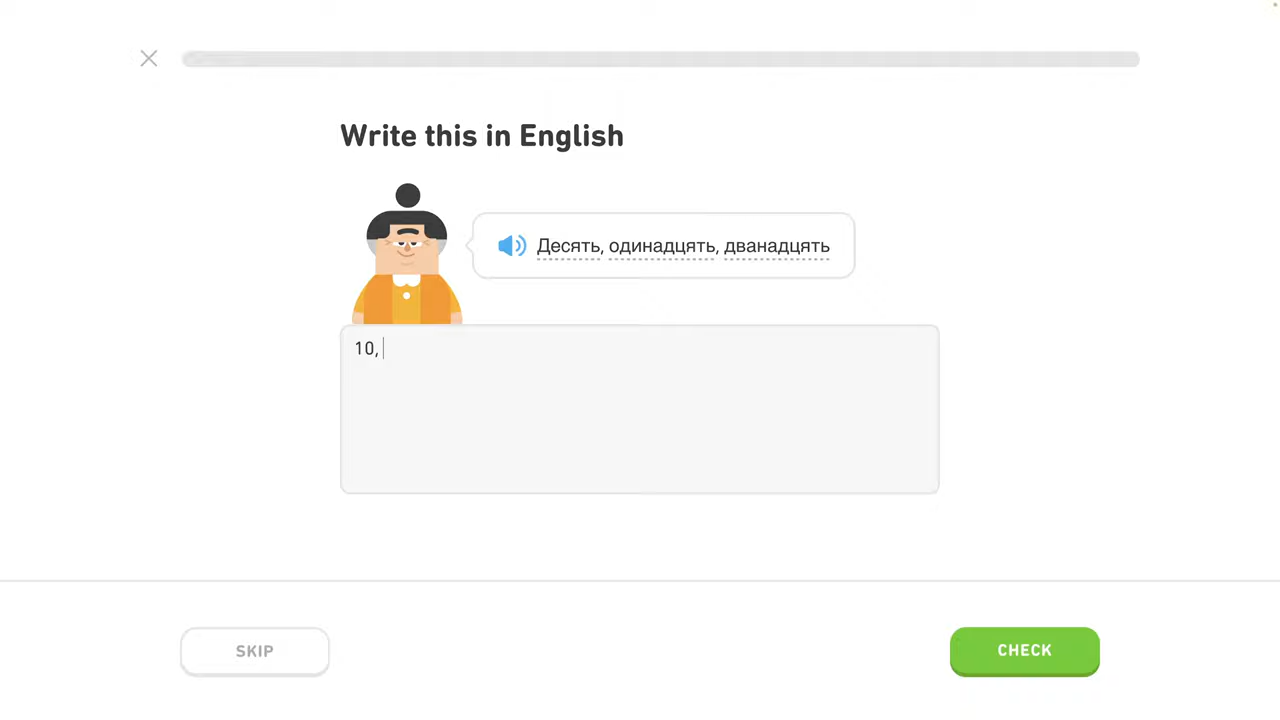 Write this in English
Десять, одинадцять, дванадцять
10,
SKIP
CHECK